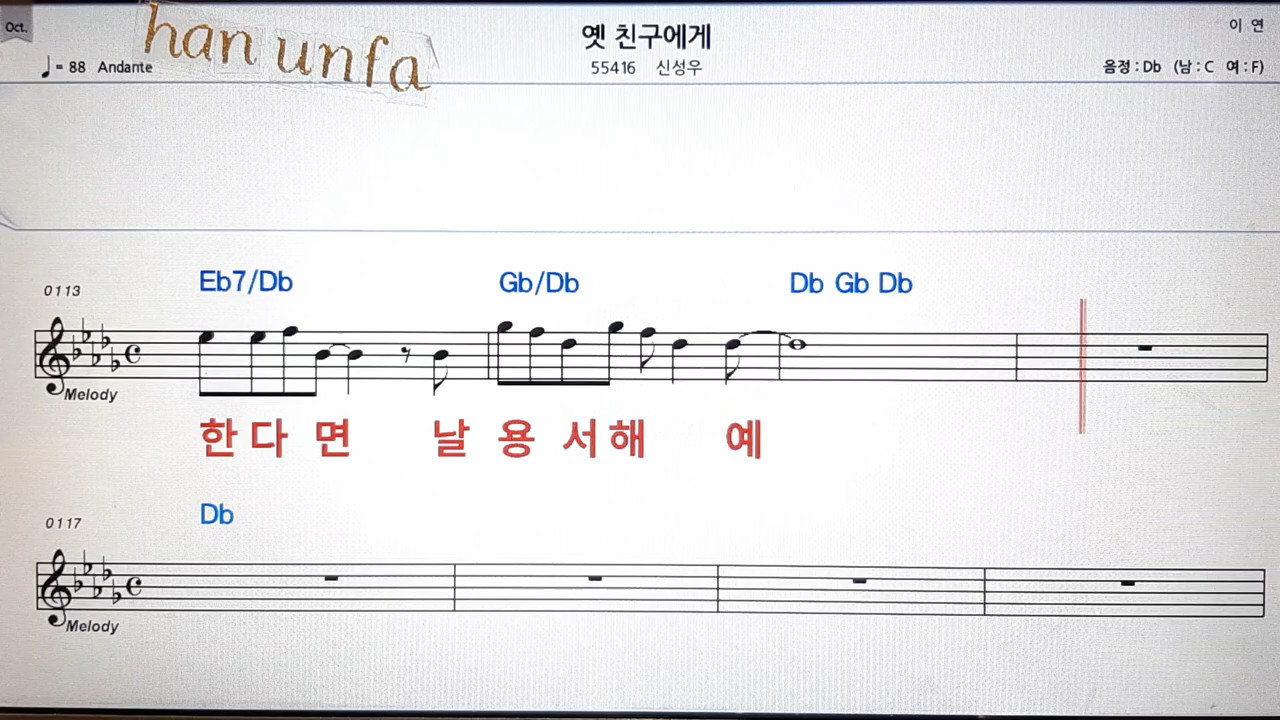 Oct.
han unfa
옛 친구에게
이 연
♩= 88 Andante
55416 신성우
음정 : Db (남 : C 여 : F)
Eb7/Db Gb/Db Db Gb Db
0113
Melody
한 다 면 날 용 서 해 예
Db
0117
Melody